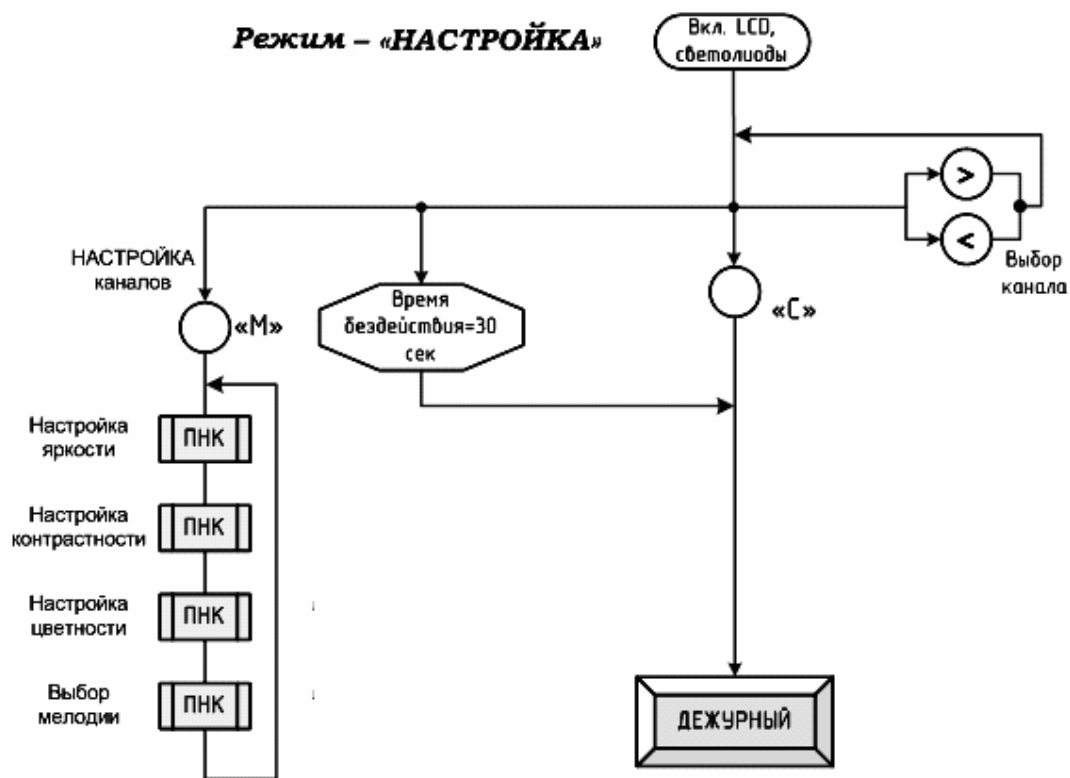 Режим – «НАСТРОЙКА»
Вкл. LCD,
светолиоды
>
<
Выбор
канала
НАСТРОЙКА
каналов
«М»
Время
бездействия=30
сек
«С»
Настройка
яркости
ПНК
Настройка
контрастности
ПНК
Настройка
цветности
ПНК
Выбор
мелодии
ПНК
ДЕЖУРНЫЙ